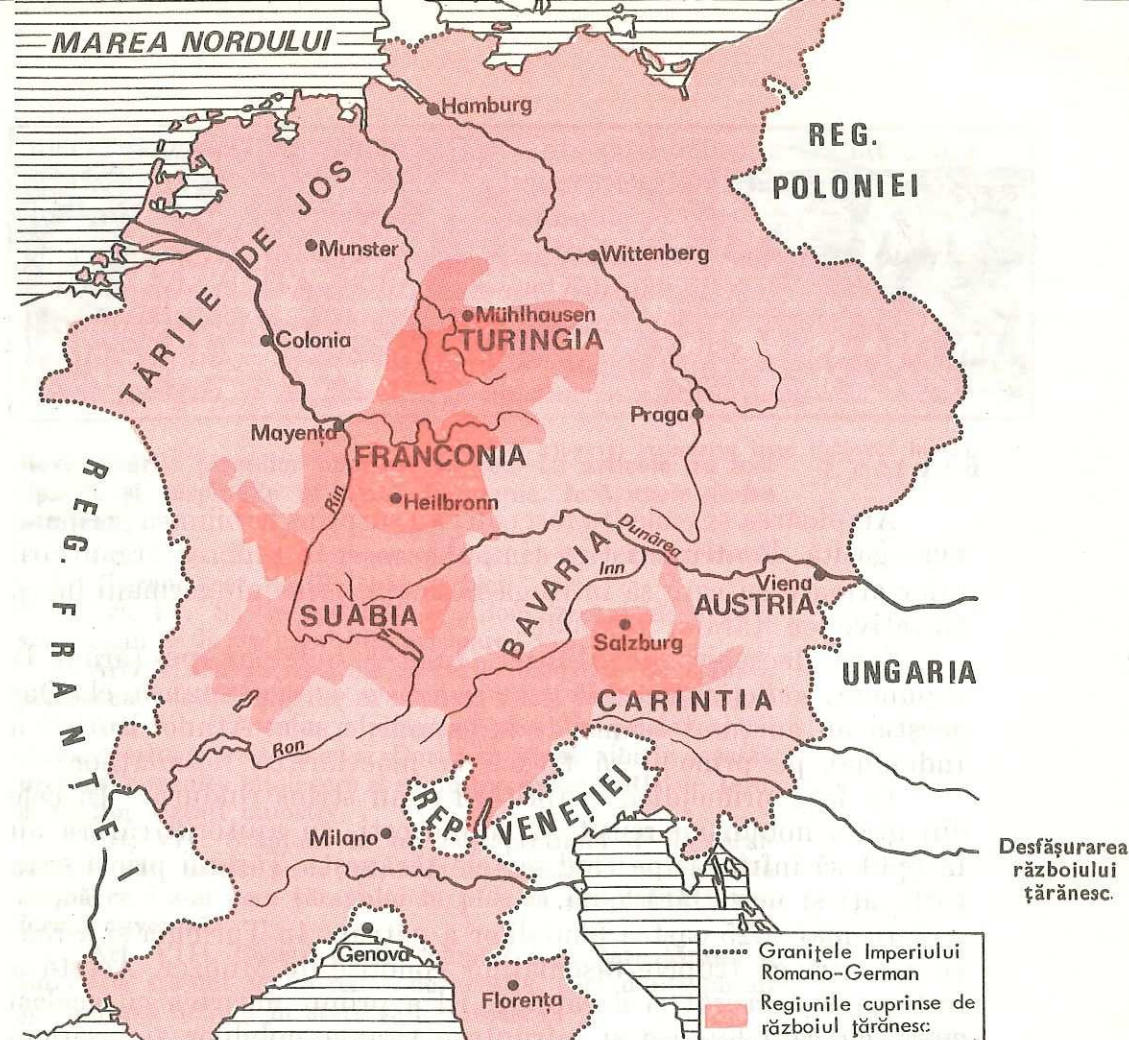 MAREA NORDULUI
Hamburg
REG.
POLONIEI
ȚĂRILE DE JOS
Munster
Wittenberg
Mühlhausen
TURINGIA
Colonia
Praga
Mayența
FRANCONIA
REG. FRANȚEI
Rin
Heilbronn
Dunărea
Inn
BAVARIA
Viena
AUSTRIA
SUABIA
Salzburg
UNGARIA
CARINTIA
Ron
REP. VENEȚIEI
Milano
Desfășurarea
războiului
țărănesc
Genova
Florența
Granițele Imperiului
Romano-German
Regiunile cuprinse de
războiul țărănesc